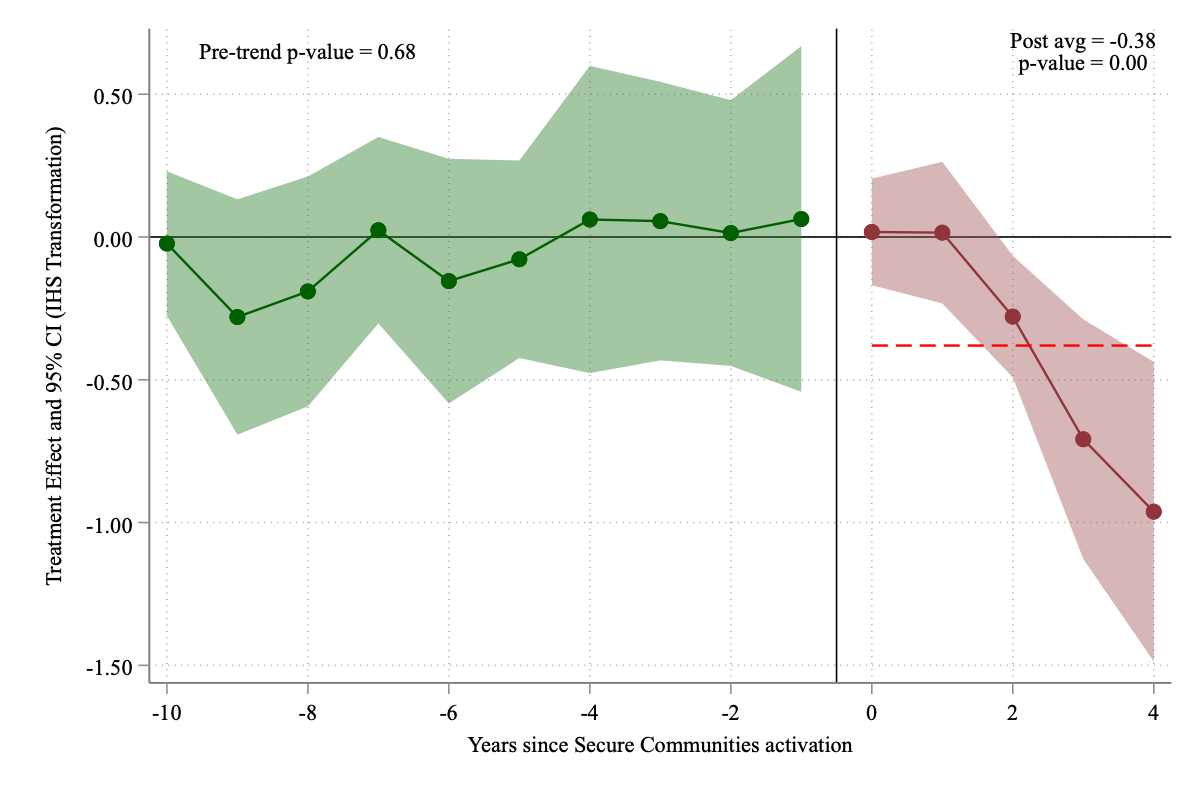 Pre-trend p-value = 0.68
Post avg = -0.38
p-value = 0.00
Treatment Effect and 95% CI (IHS Transformation)
0.50
0.00
-0.50
-1.00
-1.50
-10 -8 -6 -4 -2 0 2 4
Years since Secure Communities activation